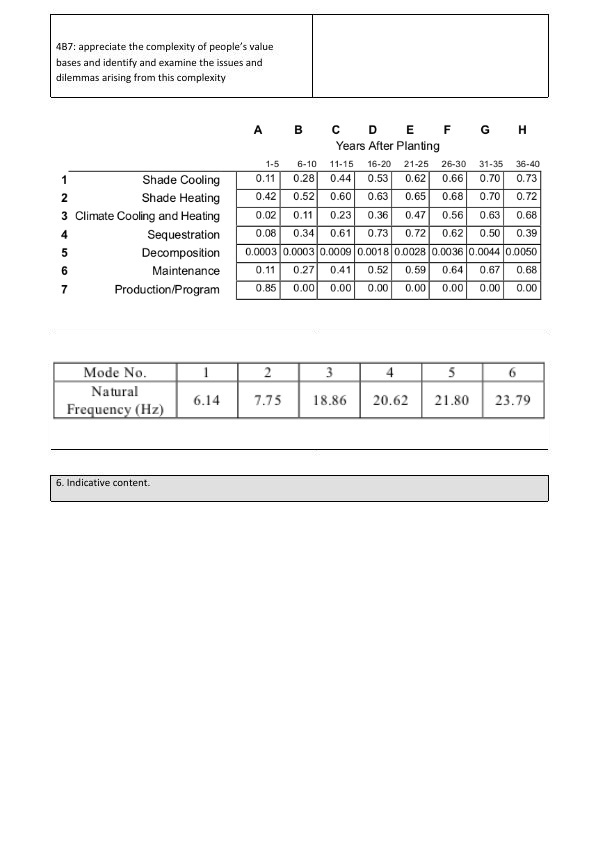 4B7: appreciate the complexity of people’s value
bases and identify and examine the issues and
dilemmas arising from this complexity
A B C D E F G H
Years After Planting
1-5 6-10 11-15 16-20 21-25 26-30 31-35 36-40
1 Shade Cooling 0.11 0.28 0.44 0.53 0.62 0.66 0.70 0.73
2 Shade Heating 0.42 0.52 0.60 0.63 0.65 0.68 0.70 0.72
3 Climate Cooling and Heating 0.02 0.11 0.23 0.36 0.47 0.56 0.63 0.68
4 Sequestration 0.08 0.34 0.61 0.73 0.72 0.62 0.50 0.39
5 Decomposition 0.0003 0.0003 0.0009 0.0018 0.0028 0.0036 0.0044 0.0050
6 Maintenance 0.11 0.27 0.41 0.52 0.59 0.64 0.67 0.68
7 Production/Program 0.85 0.00 0.00 0.00 0.00 0.00 0.00 0.00
Mode No. 1 2 3 4 5 6
Natural
Frequency (Hz) 6.14 7.75 18.86 20.62 21.80 23.79
6. Indicative content.